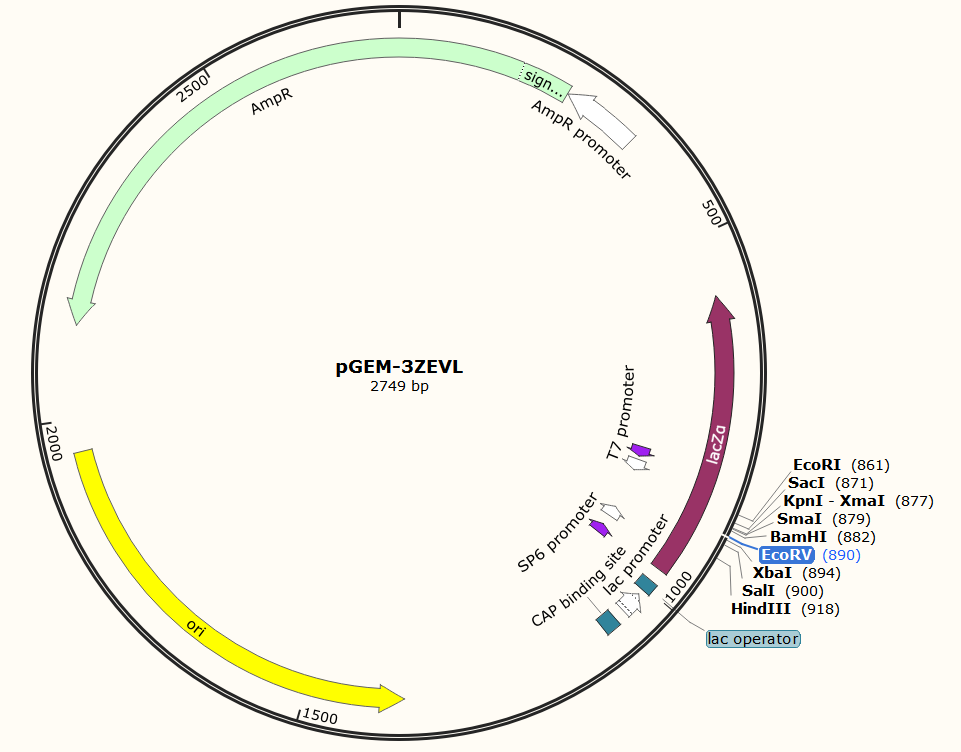 2500
AmpR
sign...
AmpR promoter
500
pGEM-3ZEVL
2749 bp
T7 promoter
lacZα
2000
SP6 promoter
EcoRI (861)
SacI (871)
KpnI - XmaI (877)
SmaI (879)
BamHI (882)
EcoRV (890)
XbaI (894)
SalI (900)
HindIII (918)
lac promoter
CAP binding site
1000
lac operator
ori
1500